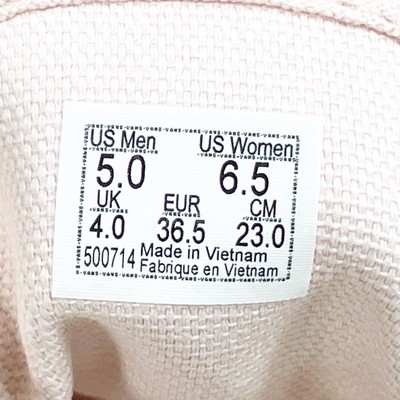 US Men US Women
5.0 6.5
UK EUR CM
4.0 36.5 23.0
500714 Made in Vietnam
Fabrique en Vietnam